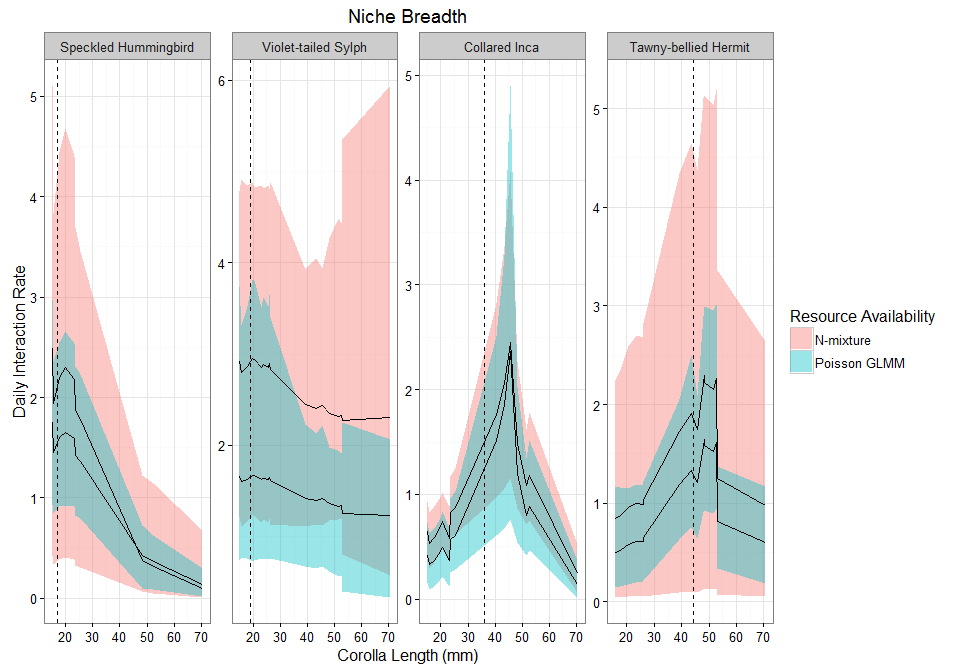 Niche Breadth
Speckled Hummingbird Violet-tailed Sylph Collared Inca Tawny-bellied Hermit
Daily Interaction Rate
5
4
3
2
1
0
6
4
2
5
4
3
2
1
0
5
4
3
2
1
0
20 30 40 50 60 70 20 30 40 50 60 70 20 30 40 50 60 70 20 30 40 50 60 70
Corolla Length (mm)
Resource Availability
N-mixture
Poisson GLMM